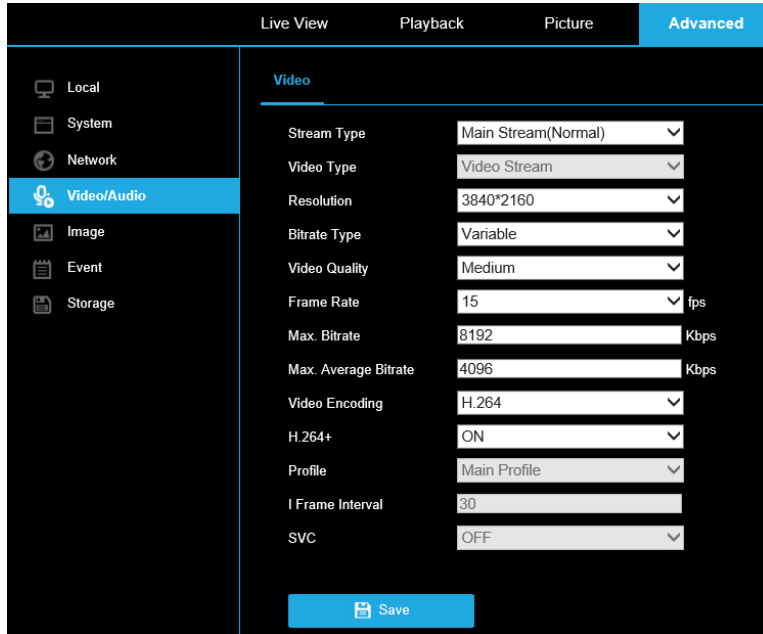 Live View Playback Picture Advanced
Local
System
Network
Video/Audio
Image
Event
Storage
Video
Stream Type Main Stream(Normal)
Video Type Video Stream
Resolution 3840*2160
Bitrate Type Variable
Video Quality Medium
Frame Rate 15 fps
Max. Bitrate 8192 Kbps
Max. Average Bitrate 4096 Kbps
Video Encoding H.264
H.264+ ON
Profile Main Profile
I Frame Interval 30
SVC OFF
Save